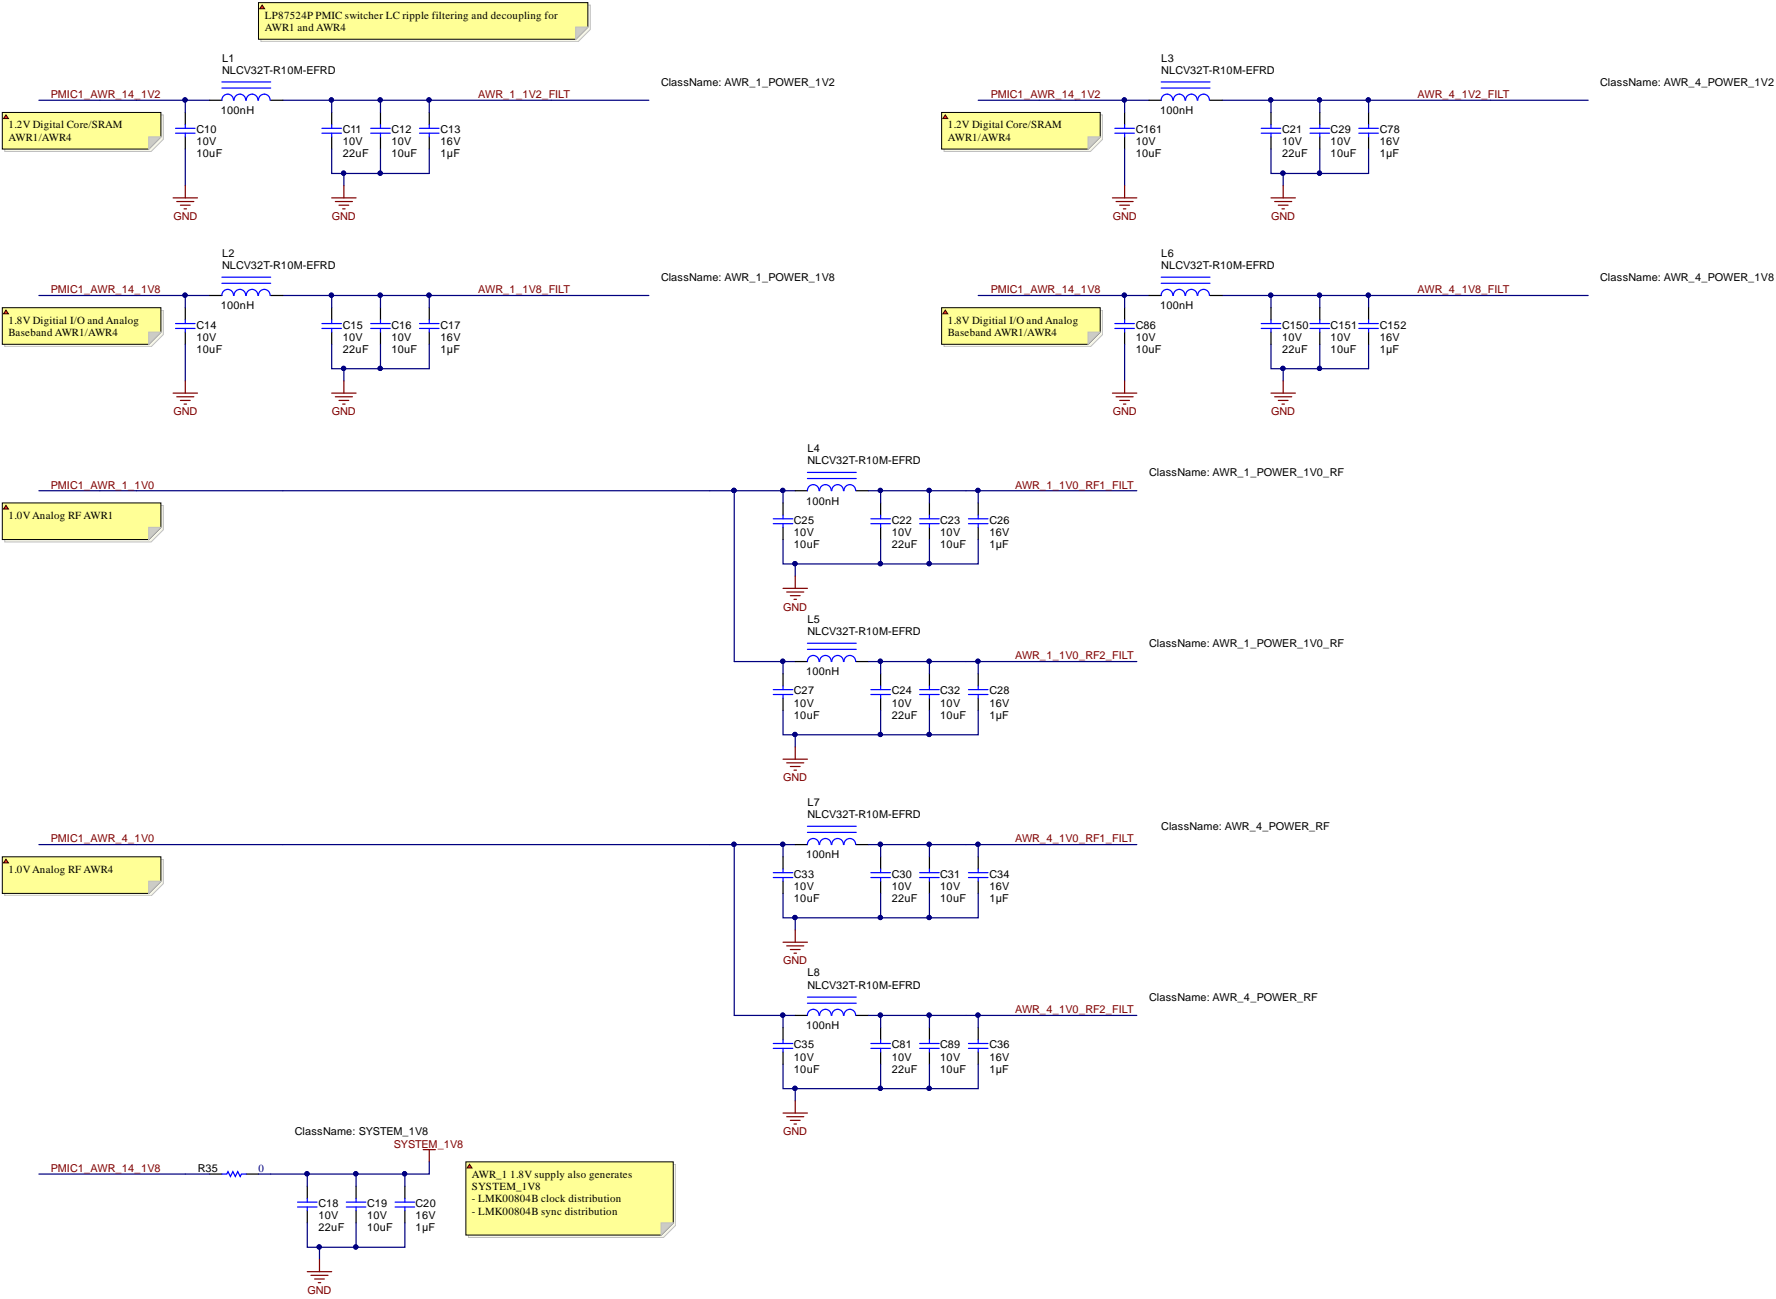 LP87524P PMIC switcher LC ripple filtering and decoupling for
AWR1 and AWR4
L1
NLCV32T-R10M-EFRD
ClassName: AWR_1_POWER_1V2
PMIC1_AWR_14_1V2
100nH
AWR_1_1V2_FILT
1.2V Digital Core/SRAM
AWR1/AWR4
C10
10V
10uF
C11
10V
22uF
C12
10V
10uF
C13
16V
1µF
GND
GND
L3
NLCV32T-R10M-EFRD
ClassName: AWR_4_POWER_1V2
PMIC1_AWR_14_1V2
100nH
AWR_4_1V2_FILT
1.2V Digital Core/SRAM
AWR1/AWR4
C161
10V
10uF
C21
10V
22uF
C29
10V
10uF
C78
16V
1µF
GND
GND
L2
NLCV32T-R10M-EFRD
ClassName: AWR_1_POWER_1V8
PMIC1_AWR_14_1V8
100nH
AWR_1_1V8_FILT
1.8V Digitial I/O and Analog
Baseband AWR1/AWR4
C14
10V
10uF
C15
10V
22uF
C16
10V
10uF
C17
16V
1µF
GND
GND
L6
NLCV32T-R10M-EFRD
ClassName: AWR_4_POWER_1V8
PMIC1_AWR_14_1V8
100nH
AWR_4_1V8_FILT
1.8V Digitial I/O and Analog
Baseband AWR1/AWR4
C86
10V
10uF
C150
10V
22uF
C151
10V
10uF
C152
16V
1µF
GND
GND
L4
NLCV32T-R10M-EFRD
ClassName: AWR_1_POWER_1V0_RF
PMIC1_AWR_1_1V0
100nH
AWR_1_1V0_RF1_FILT
1.0V Analog RF AWR1
C25
10V
10uF
C22
10V
22uF
C23
10V
10uF
C26
16V
1µF
GND
L5
NLCV32T-R10M-EFRD
ClassName: AWR_1_POWER_1V0_RF
100nH
AWR_1_1V0_RF2_FILT
C27
10V
10uF
C24
10V
22uF
C32
10V
10uF
C28
16V
1µF
GND
L7
NLCV32T-R10M-EFRD
ClassName: AWR_4_POWER_RF
PMIC1_AWR_4_1V0
100nH
AWR_4_1V0_RF1_FILT
1.0V Analog RF AWR4
C33
10V
10uF
C30
10V
22uF
C31
10V
10uF
C34
16V
1µF
GND
L8
NLCV32T-R10M-EFRD
ClassName: AWR_4_POWER_RF
100nH
AWR_4_1V0_RF2_FILT
C35
10V
10uF
C81
10V
22uF
C89
10V
10uF
C36
16V
1µF
GND
ClassName: SYSTEM_1V8
SYSTEM_1V8
PMIC1_AWR_14_1V8
R35
0
C18
10V
22uF
C19
10V
10uF
C20
16V
1µF
GND
AWR_1 1.8V supply also generates
SYSTEM_1V8
- LMK00804B clock distribution
- LMK00804B sync distribution